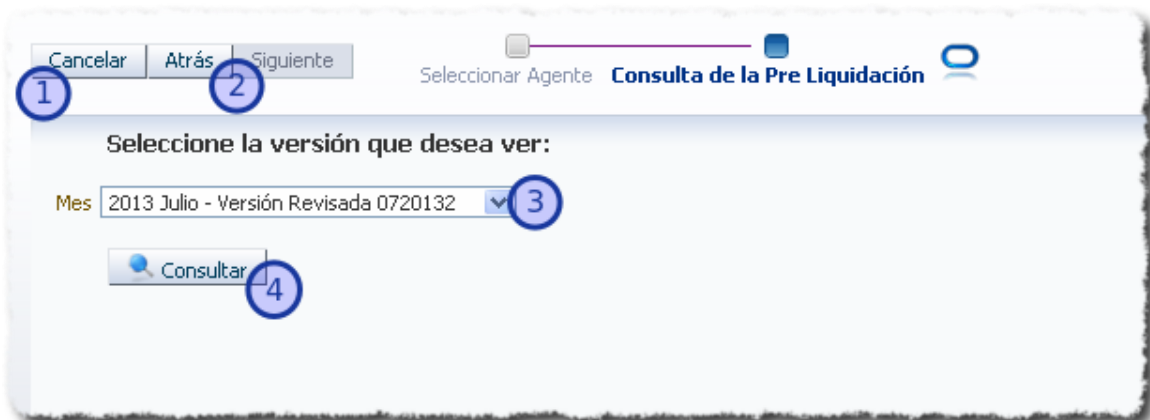 Cancelar Atrás Siguiente
1 2
Seleccionar Agente Consulta de la Pre Liquidación
Seleccione la versión que desea ver:
Mes 2013 Julio - Versión Revisada 0720132 3
Consultar 4